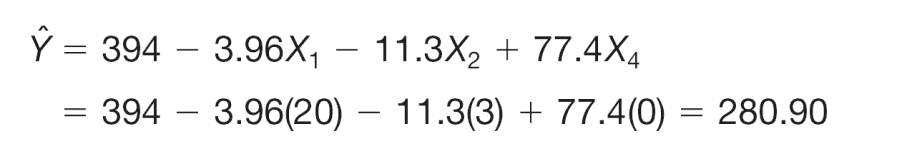 Ŷ = 394 − 3.96X₁ − 11.3X₂ + 77.4X₄
= 394 − 3.96(20) − 11.3(3) + 77.4(0) = 280.90